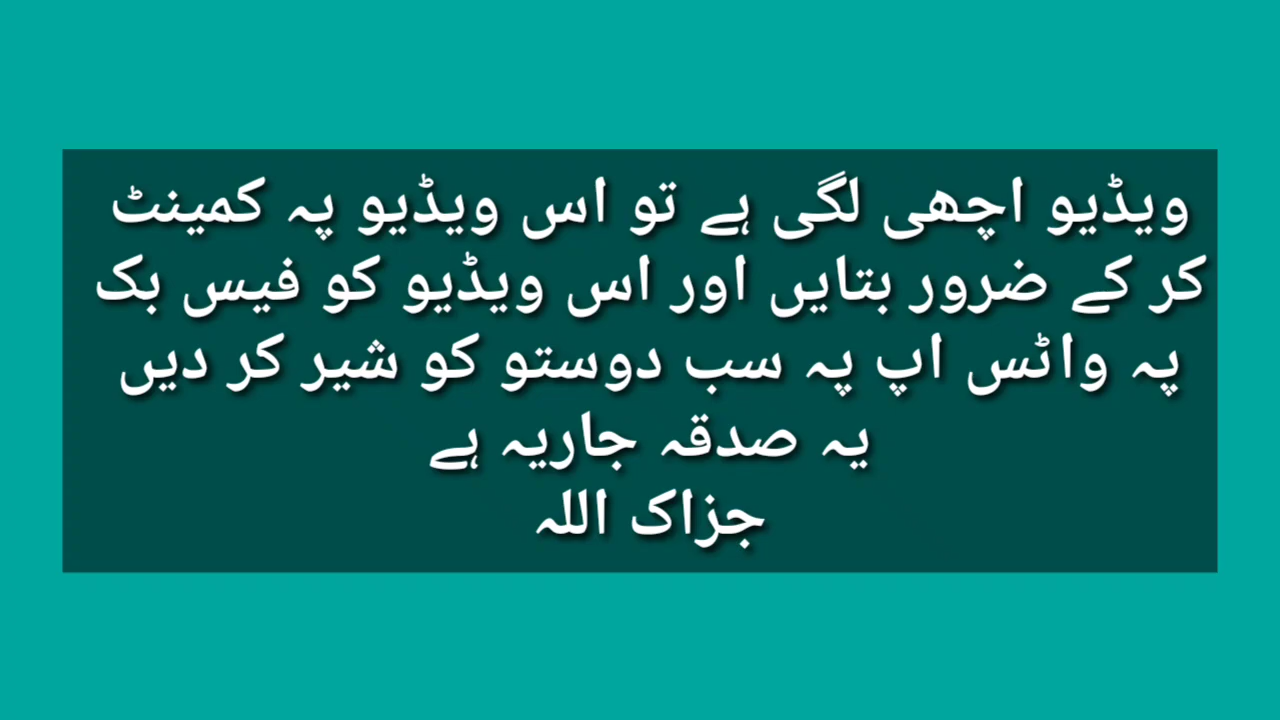 ویڈیو اچھی لگی ہے تو اس ویڈیو پہ کمینٹ
کر کے ضرور بتایں اور اس ویڈیو کو فیس بک
پہ واٹس اپ پہ سب دوستو کو شیر کر دیں
یہ صدقہ جاریہ ہے
جزاک اللہ